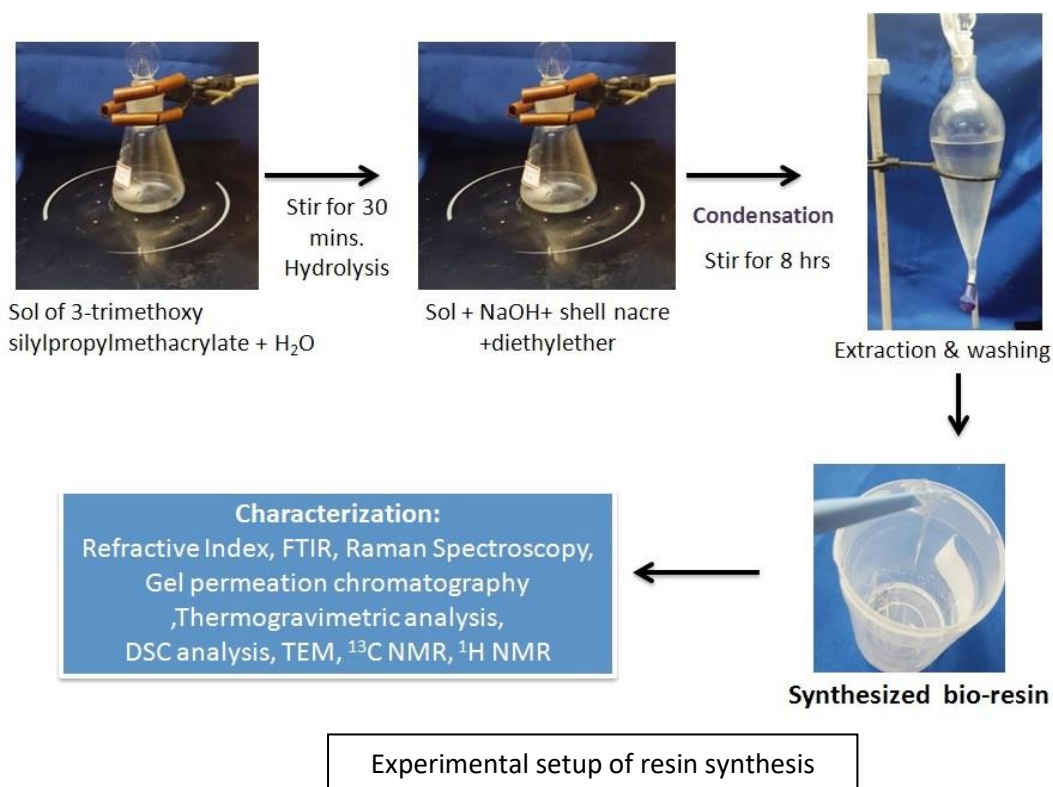 Sol of 3-trimethoxy
silylpropylmethacrylate + H₂O
Stir for 30
mins.
Hydrolysis
Sol + NaOH+ shell nacre
+diethylether
Condensation
Stir for 8 hrs
Extraction & washing
Synthesized bio-resin
Characterization:
Refractive Index, FTIR, Raman Spectroscopy,
Gel permeation chromatography
,Thermogravimetric analysis,
DSC analysis, TEM, ¹³C NMR, ¹H NMR
Experimental setup of resin synthesis